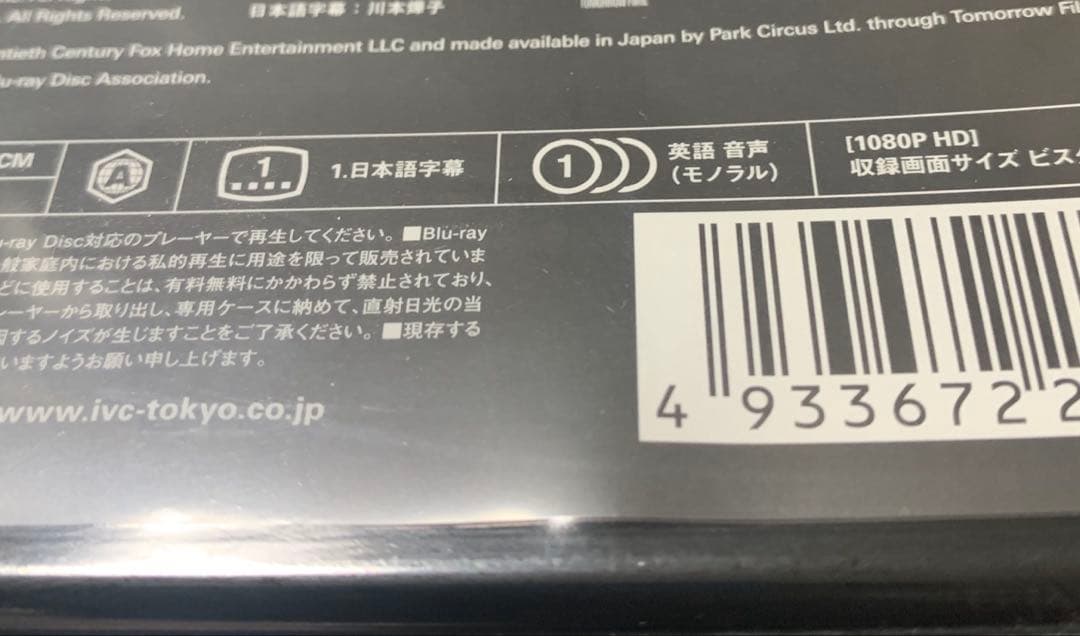 . All Rights Reserved.
日本語字幕：川本燁子
ntieth Century Fox Home Entertainment LLC and made available in Japan by Park Circus Ltd. through Tomorrow Fil
lu-ray Disc Association.
CM
A
1
1.日本語字幕
1
英語 音声
(モノラル)
[1080P HD]
収録画面サイズ ビスタ
u-ray Disc対応のプレーヤーで再生してください。■Blu-ray
般家庭内における私的再生に用途を限って販売されていま
どに使用することは、有料無料にかかわらず禁止されており、
レーヤーから取り出し、専用ケースに納めて、直射日光の当
因するノイズが生じますことをご了承ください。■現存する
いますようお願い申し上げます。
www.ivc-tokyo.co.jp
4 933672 2